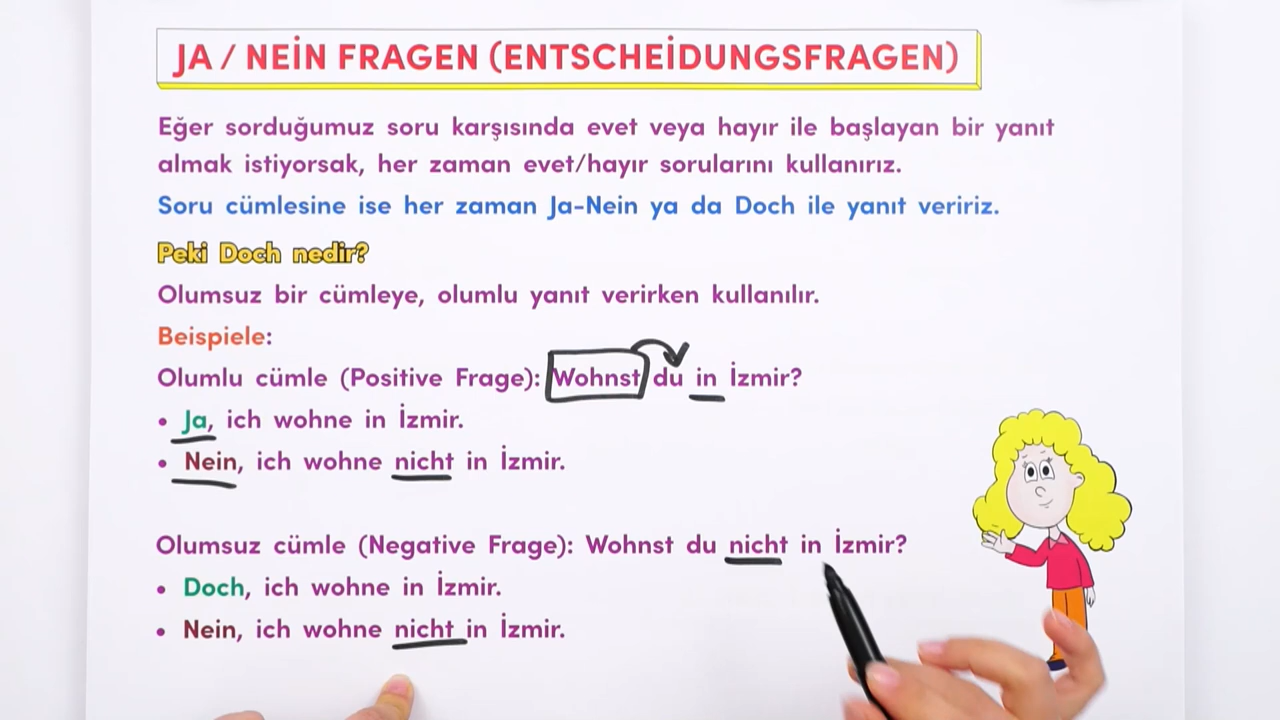 JA / NEİN FRAGEN (ENTSCHEİDUNGSFRAGEN)
Eğer sorduğumuz soru karşısında evet veya hayır ile başlayan bir yanıt
almak istiyorsak, her zaman evet/hayır sorularını kullanırız.
Soru cümlesine ise her zaman Ja-Nein ya da Doch ile yanıt veririz.
Peki Doch nedir?
Olumsuz bir cümleye, olumlu yanıt verirken kullanılır.
Beispiele:
Olumlu cümle (Positive Frage): Wohnst du in İzmir?
• Ja, ich wohne in İzmir.
• Nein, ich wohne nicht in İzmir.
Olumsuz cümle (Negative Frage): Wohnst du nicht in İzmir?
• Doch, ich wohne in İzmir.
• Nein, ich wohne nicht in İzmir.